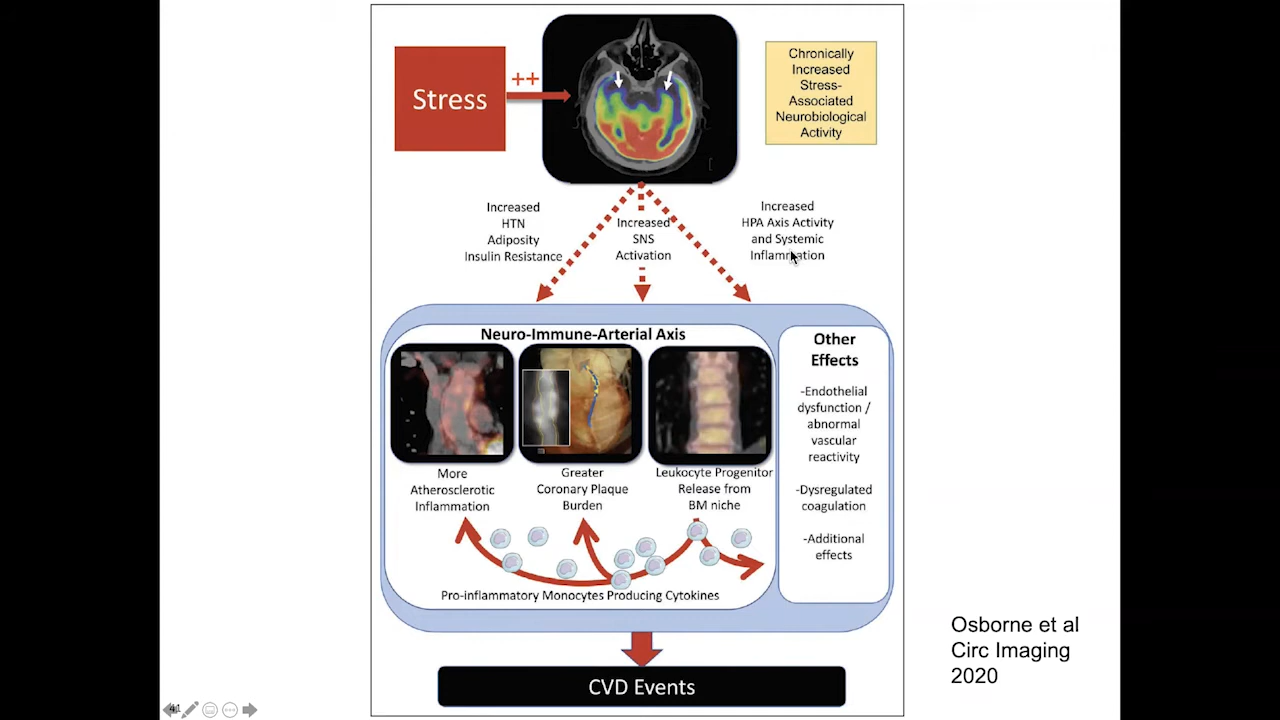 Stress
++
Chronically
Increased
Stress-
Associated
Neurobiological
Activity
Increased
HTN
Adiposity
Insulin Resistance
Increased
SNS
Activation
Increased
HPA Axis Activity
and Systemic
Inflammation
Neuro-Immune-Arterial Axis
More
Atherosclerotic
Inflammation
Greater
Coronary Plaque
Burden
Leukocyte Progenitor
Release from
BM niche
Pro-inflammatory Monocytes Producing Cytokines
Other
Effects
-Endothelial
dysfunction /
abnormal
vascular
reactivity
-Dysregulated
coagulation
-Additional
effects
CVD Events
Osborne et al
Circ Imaging
2020
41